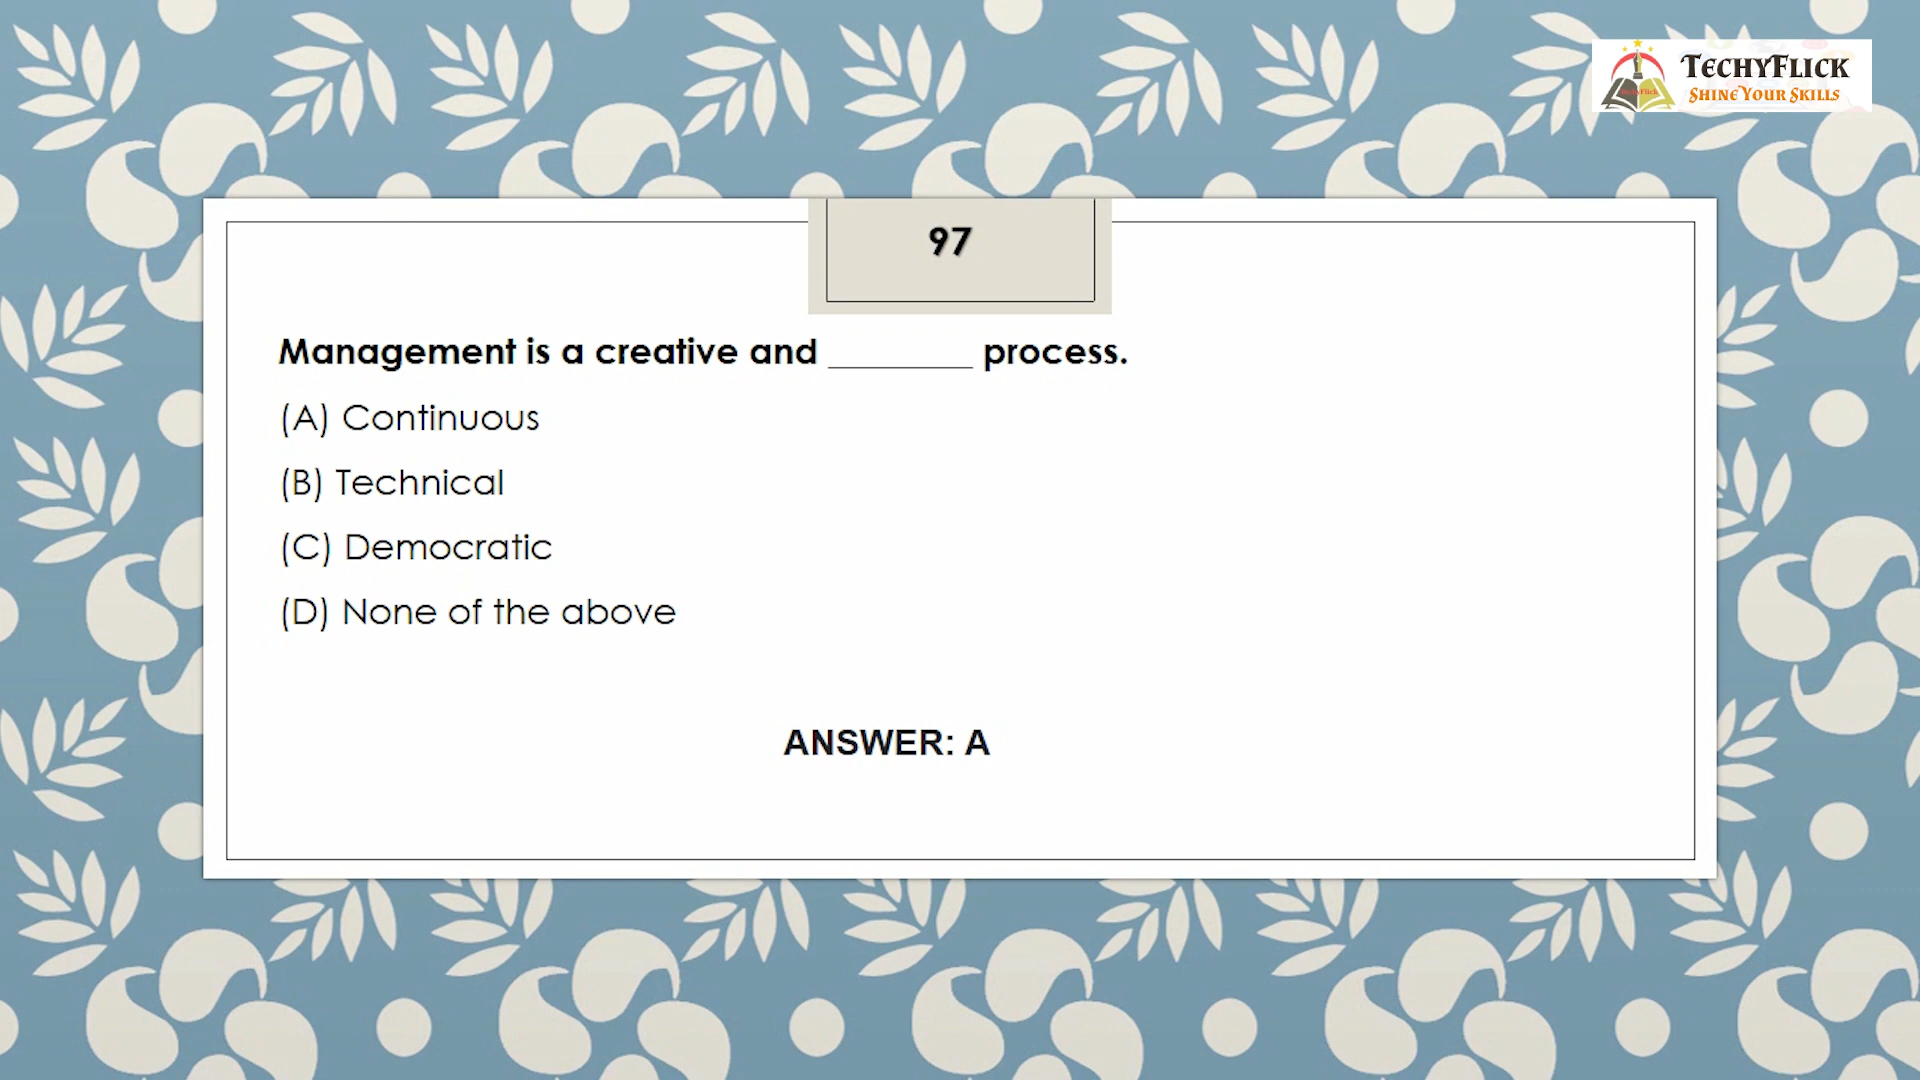 TECHYFLICK
SHINE YOUR SKILLS
97
Management is a creative and ________ process.
(A) Continuous
(B) Technical
(C) Democratic
(D) None of the above
ANSWER: A